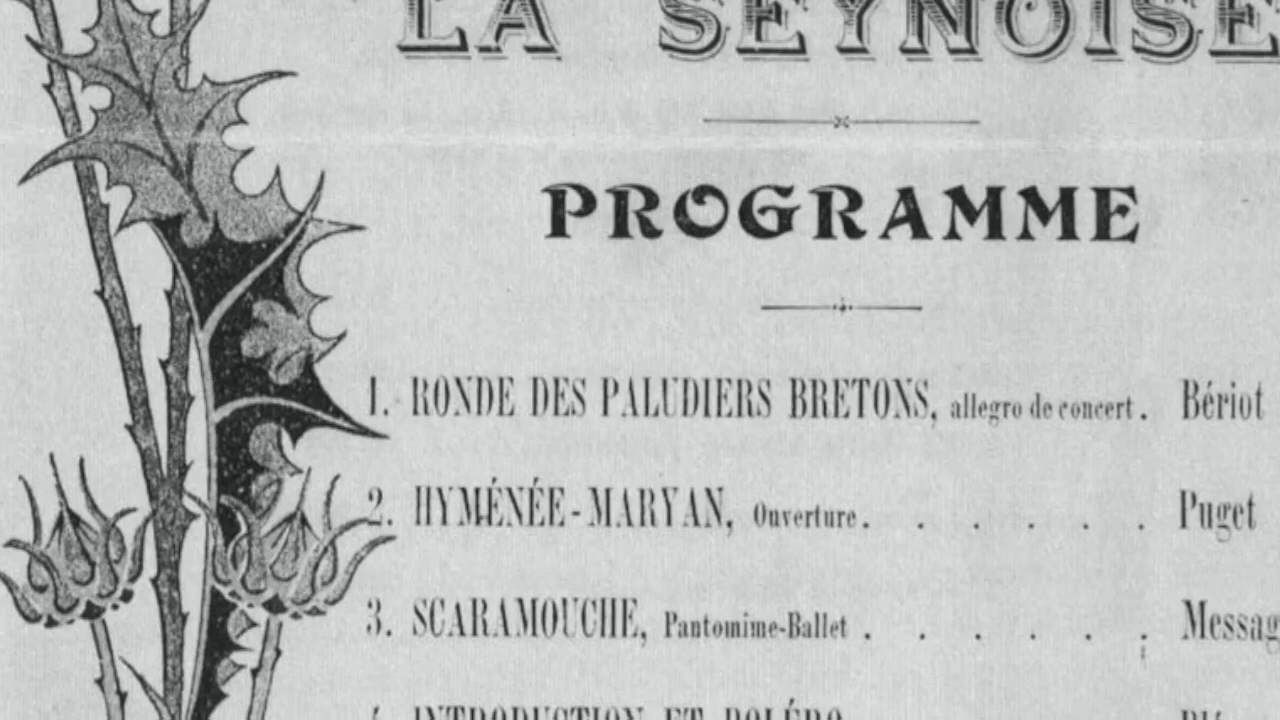 LA SEYNOISE
PROGRAMME
1. RONDE DES PALUDIERS BRETONS, allegro de concert. Bériot
2. HYMÉNÉE-MARYAN, Ouverture. . . . . . Puget
3. SCARAMOUCHE, Pantomime-Ballet . . . . . . Messag
4. INTRODUCTION ET BOLÉRO